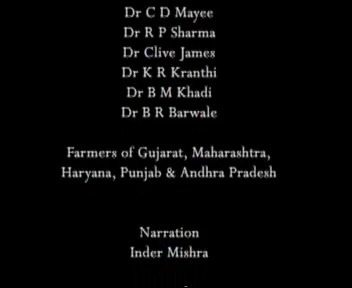 Dr C D Mayee
Dr R P Sharma
Dr Clive James
Dr K R Kranthi
Dr B M Khadi
Dr B R Barwale
Farmers of Gujarat, Maharashtra,
Haryana, Punjab & Andhra Pradesh
Narration
Inder Mishra